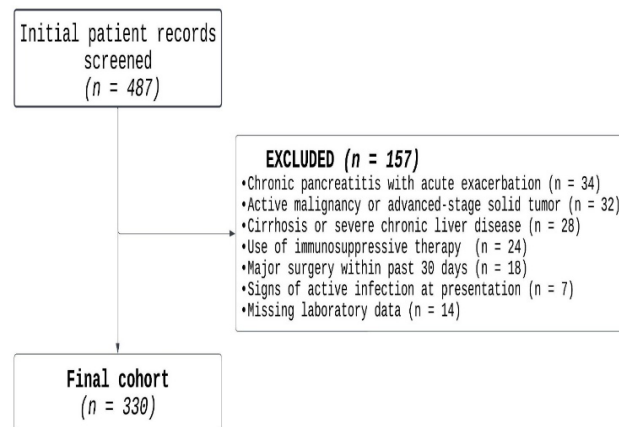 Initial patient records
screened
(n = 487)
EXCLUDED (n = 157)
•Chronic pancreatitis with acute exacerbation (n = 34)
•Active malignancy or advanced-stage solid tumor (n = 32)
•Cirrhosis or severe chronic liver disease (n = 28)
•Use of immunosuppressive therapy (n = 24)
•Major surgery within past 30 days (n = 18)
•Signs of active infection at presentation (n = 7)
•Missing laboratory data (n = 14)
Final cohort
(n = 330)